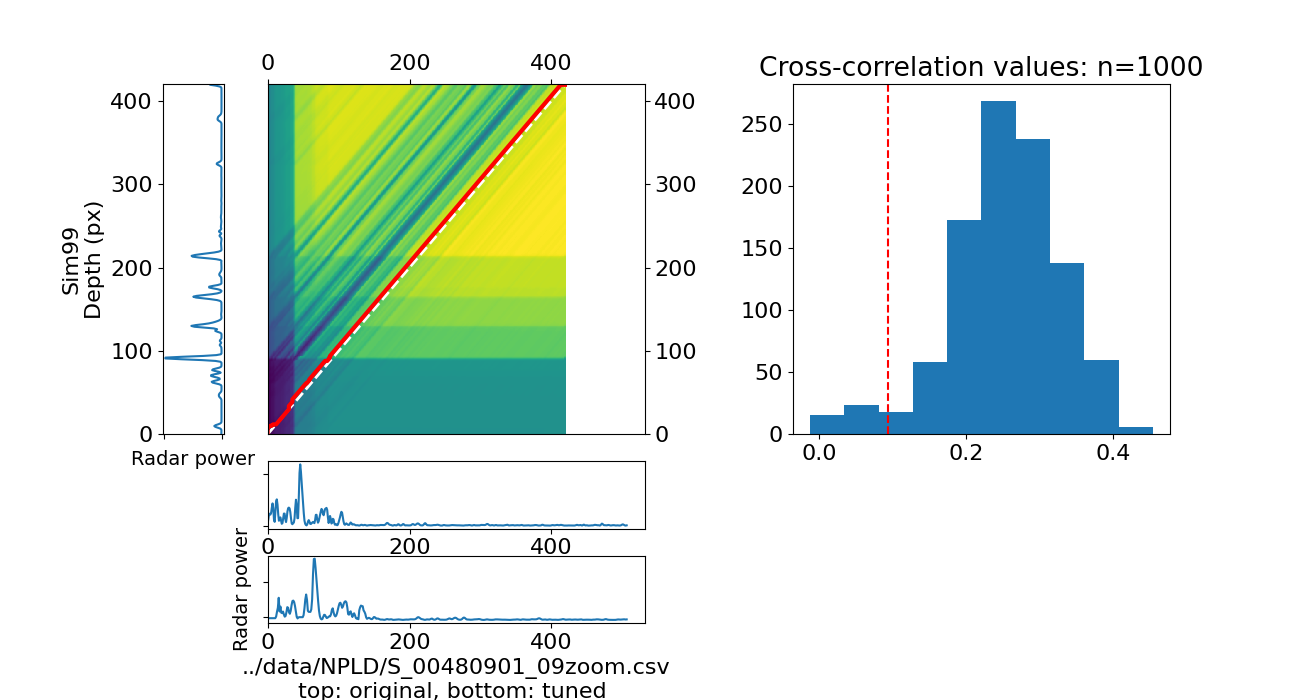 Cross-correlation values: n=1000
0 200 400
400
300
200
100
0
Sim99
Depth (px)
Radar power
400
300
200
100
0
250
200
150
100
50
0
0.0 0.2 0.4
0 200 400
Radar power
0 200 400
../data/NPLD/S_00480901_09zoom.csv
top: original, bottom: tuned